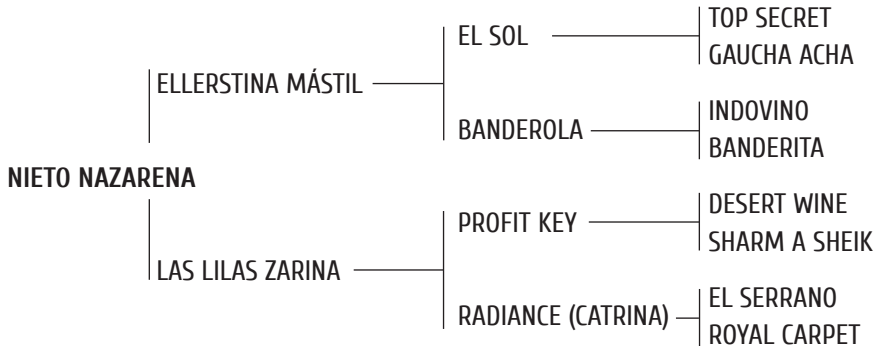 TOP SECRET
EL SOL
GAUCHA ACHA
ELLERSTINA MÁSTIL
INDOVINO
BANDEROLA
BANDERITA
NIETO NAZARENA
DESERT WINE
PROFIT KEY
SHARM A SHEIK
LAS LILAS ZARINA
EL SERRANO
RADIANCE (CATRINA)
ROYAL CARPET